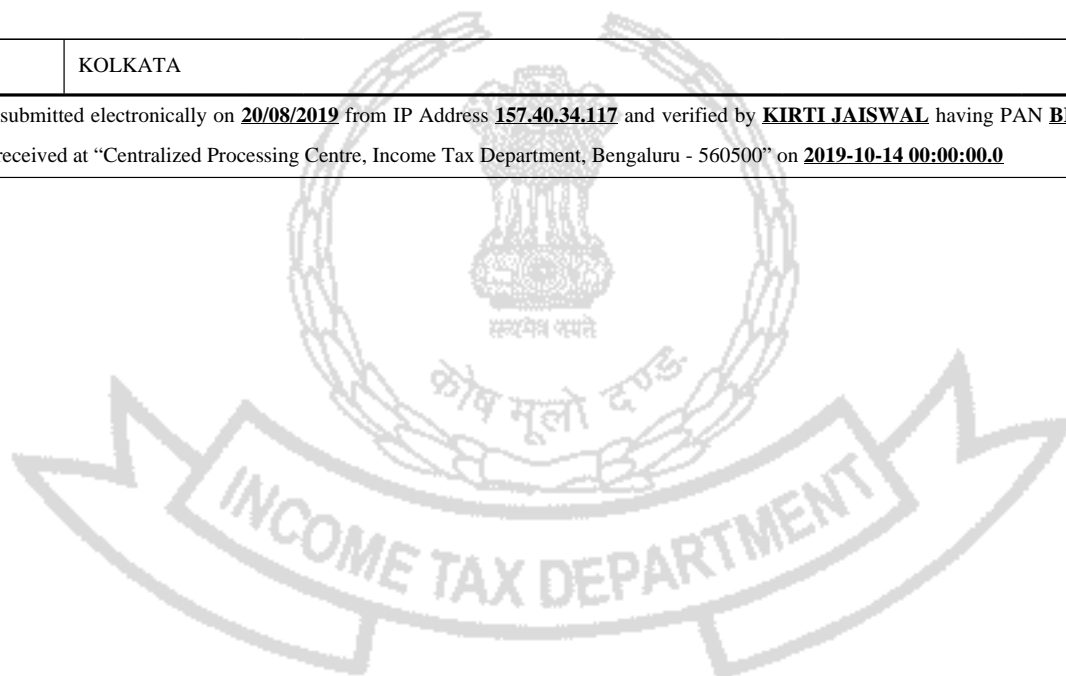 KOLKATA
submitted electronically on 20/08/2019 from IP Address 157.40.34.117 and verified by KIRTI JAISWAL having PAN
received at “Centralized Processing Centre, Income Tax Department, Bengaluru - 560500” on 2019-10-14 00:00:00.0
सत्यमेव जयते
कोष मूलो दण्डः
INCOME TAX DEPARTMENT